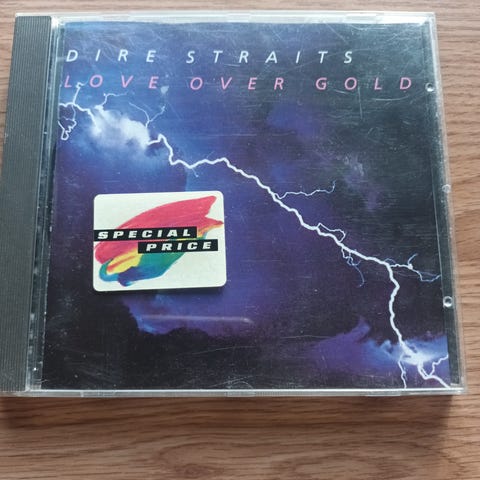 DIRE STRAITS
LOVE OVER GOLD
SPECIAL
PRICE